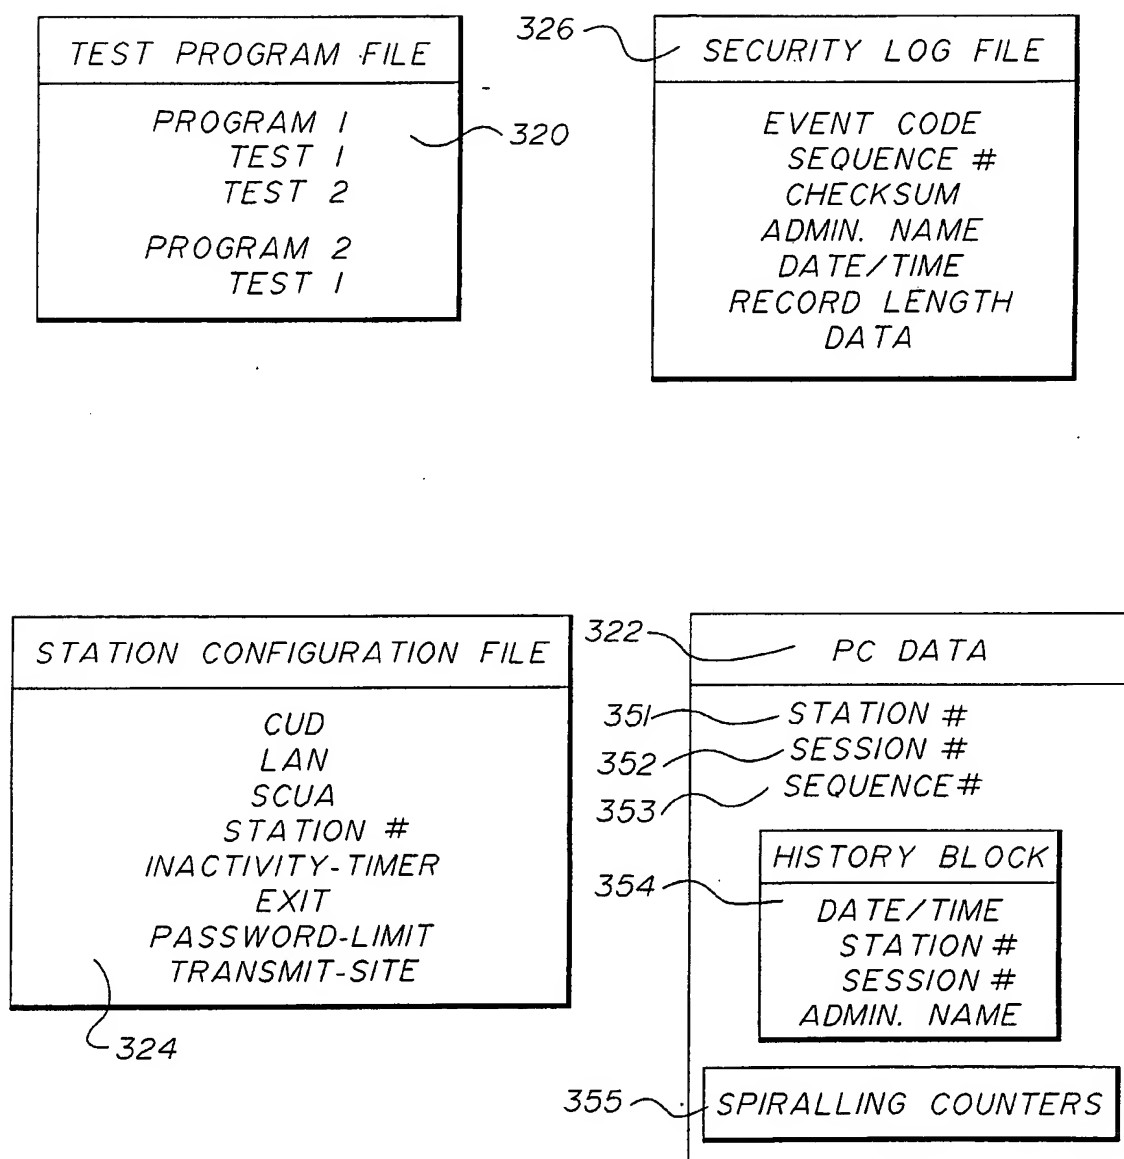 TEST PROGRAM FILE
PROGRAM 1
TEST 1
TEST 2
PROGRAM 2
TEST 1
320
326
SECURITY LOG FILE
EVENT CODE
SEQUENCE #
CHECKSUM
ADMIN. NAME
DATE/TIME
RECORD LENGTH
DATA
STATION CONFIGURATION FILE
CUD
LAN
SCUA
STATION #
INACTIVITY-TIMER
EXIT
PASSWORD-LIMIT
TRANSMIT-SITE
324
322
PC DATA
351
STATION #
352
SESSION #
353
SEQUENCE #
HISTORY BLOCK
354
DATE/TIME
STATION #
SESSION #
ADMIN. NAME
355
SPIRALLING COUNTERS